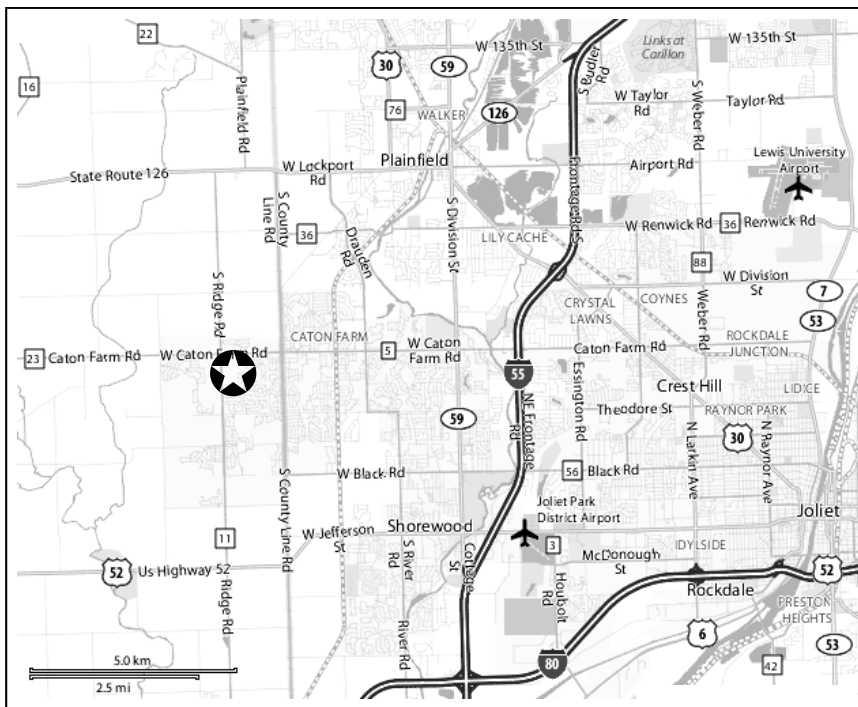 22
W 135th St
W 135th St
Links at
Carillon
16
30
59
S Budler
Rd
Plainfield
Rd
76
WALKER
126
W Taylor
Rd
S Weber Rd
Taylor Rd
Plainfield
Lewis University
Airport
State Route 126
W Lockport
Rd
Airport Rd
S County
Line Rd
36
Drauden
Rd
S Division St
LILY CACHE
Frontage Rd S
W Renwick Rd
36
Renwick Rd
88
W Division
St
S Ridge Rd
CRYSTAL
LAWNS
COYNES
Weber
Rd
7
53
CATON FARM
ROCKDALE
JUNCTION
23
Caton Farm Rd
W Caton Farm Rd
5
W Caton
Farm Rd
55
Caton Farm Rd
Essington Rd
Crest Hill
LIDICE
59
NE Frontage
Rd
Theodore St
RAYNOR PARK
N Larkin Ave
30
N Raynor
Ave
S County Line Rd
W Black Rd
56
Black Rd
Joliet Park
District Airport
Joliet
11
W Jefferson
St
Shorewood
S River
Rd
Cottage
St
3
IDYLSIDE
McDonough
St
52
Us Highway 52
Ridge Rd
Houbolt
Rd
Rockdale
52
PRESTON
HEIGHTS
River Rd
6
53
5.0 km
80
42
2.5 mi